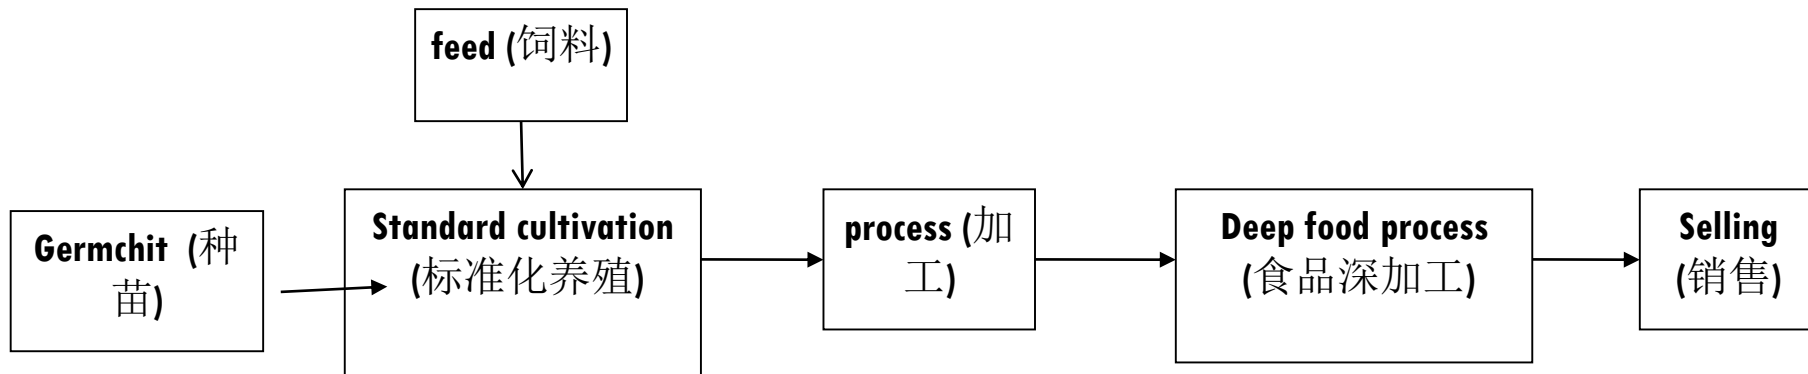 feed (饲料)
Germchit (种
苗)
Standard cultivation
(标准化养殖)
process (加
工)
Deep food process
(食品深加工)
Selling
(销售)